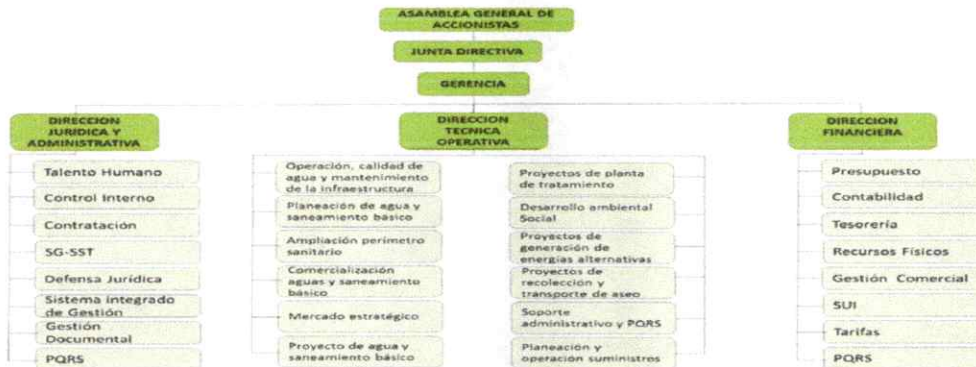 ASAMBLEA GENERAL DE
ACCIONISTAS
JUNTA DIRECTIVA
GERENCIA
DIRECCION
JURIDICA Y
ADMINISTRATIVA
Talento Humano
Control Interno
Contratación
SG-SST
Defensa Jurídica
Sistema integrado
de Gestión
Gestión
Documental
PQRS
DIRECCION
TECNICA
OPERATIVA
Operación, calidad de
agua y mantenimiento
de la infraestructura
Planeación de agua y
saneamiento básico
Ampliación perímetro
sanitario
Comercialización
aguas y saneamiento
básico
Mercado estratégico
Proyecto de agua y
saneamiento básico
Proyectos de planta
de tratamiento
Desarrollo ambiental
Social
Proyectos de
generación de
energías alternativas
Proyectos de
recolección y
transporte de aseo
Soporte
administrativo y PQRS
Planeación y
operación suministros
DIRECCION
FINANCIERA
Presupuesto
Contabilidad
Tesorería
Recursos Físicos
Gestión Comercial
SUI
Tarifas
PQRS